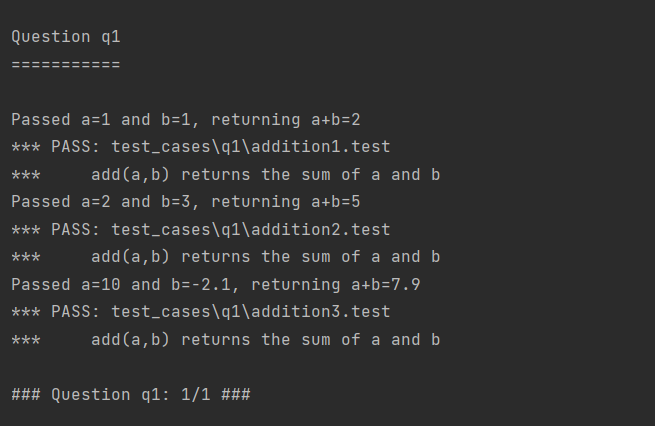 Question q1
===========
Passed a=1 and b=1, returning a+b=2
*** PASS: test_cases\q1\addition1.test
***     add(a,b) returns the sum of a and b
Passed a=2 and b=3, returning a+b=5
*** PASS: test_cases\q1\addition2.test
***     add(a,b) returns the sum of a and b
Passed a=10 and b=-2.1, returning a+b=7.9
*** PASS: test_cases\q1\addition3.test
***     add(a,b) returns the sum of a and b
### Question q1: 1/1 ###